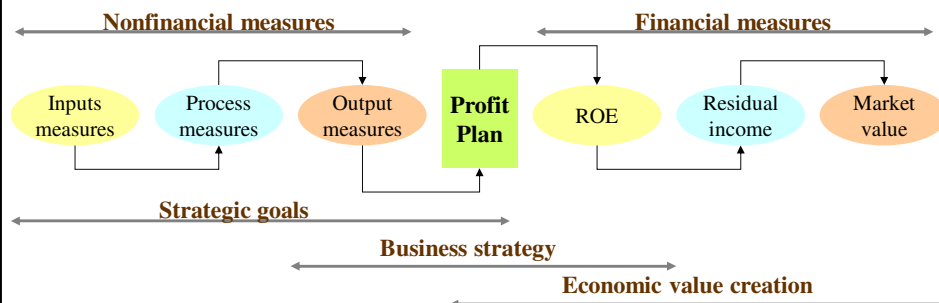 Nonfinancial measures
Financial measures
Inputs
measures
Process
measures
Output
measures
Profit
Plan
ROE
Residual
income
Market
value
Strategic goals
Business strategy
Economic value creation